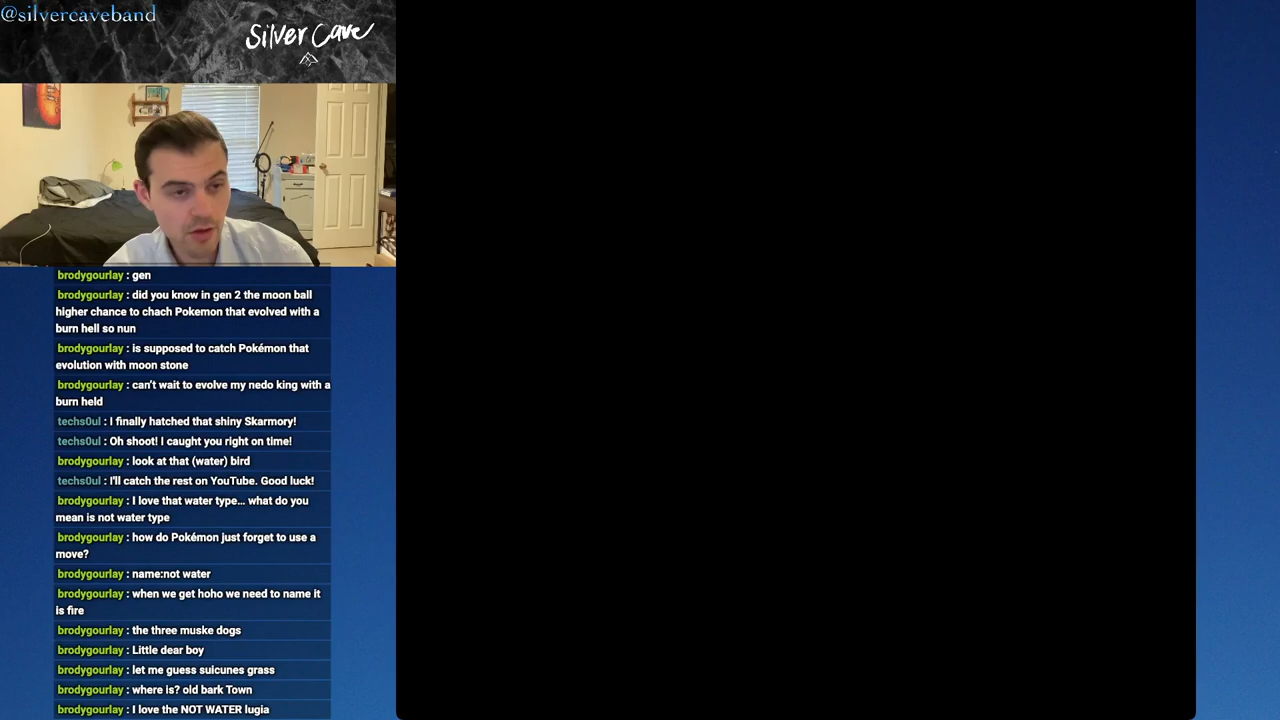 @silvercaveband
Silver Cave
brodygourlay : gen
brodygourlay : did you know in gen 2 the moon ball
higher chance to chach Pokemon that evolved with a
burn hell so nun
brodygourlay : is supposed to catch Pokémon that
evolution with moon stone
brodygourlay : can't wait to evolve my nedo king with a
burn held
techs0ul : I finally hatched that shiny Skarmory!
techs0ul : Oh shoot! I caught you right on time!
brodygourlay : look at that (water) bird
techs0ul : I'll catch the rest on YouTube. Good luck!
brodygourlay : I love that water type... what do you
mean is not water type
brodygourlay : how do Pokémon just forget to use a
move?
brodygourlay : name:not water
brodygourlay : when we get hoho we need to name it
is fire
brodygourlay : the three muske dogs
brodygourlay : Little dear boy
brodygourlay : let me guess suicunes grass
brodygourlay : where is? old bark Town
brodygourlay : I love the NOT WATER lugia